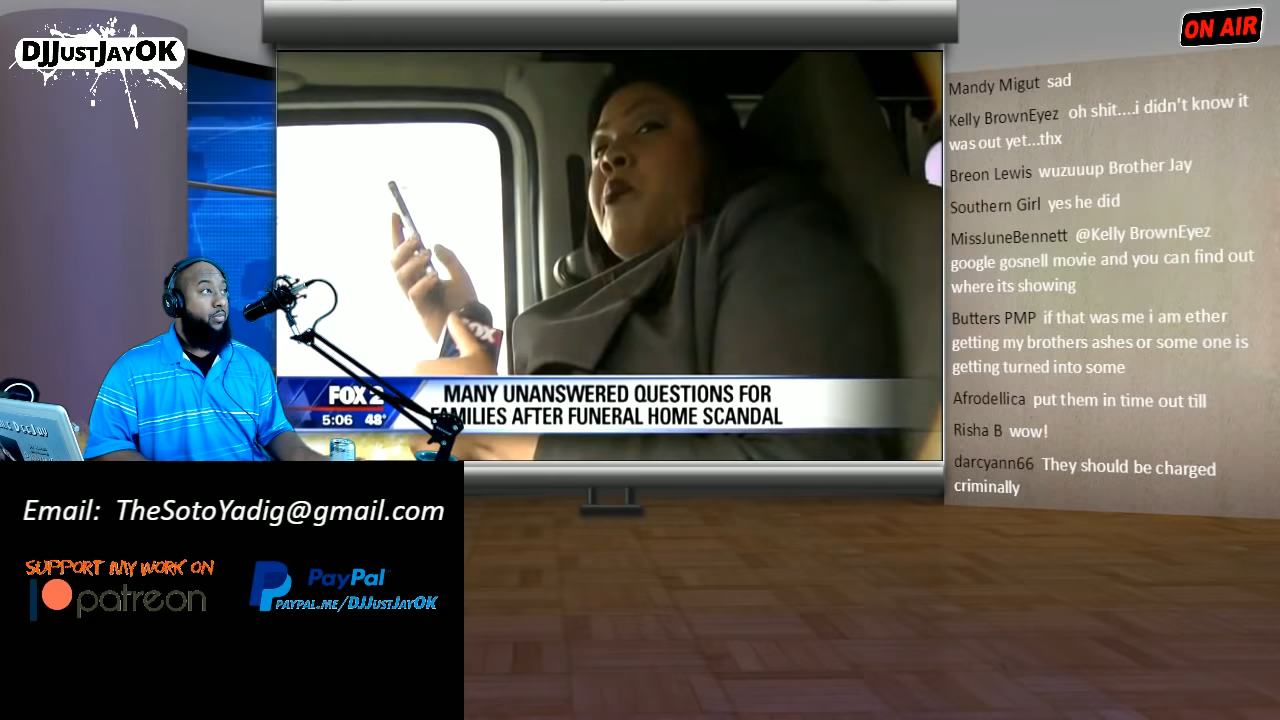 DJJustJayOK
ON AIR
Mandy Migut sad
Kelly BrownEyez oh shit....i didn't know it
was out yet...thx
Breon Lewis wuzuuup Brother Jay
Southern Girl yes he did
MissJuneBennett @Kelly BrownEyez
google gosnell movie and you can find out
where its showing
Butters PMP if that was me i am ether
getting my brothers ashes or some one is
getting turned into some
Afrodellica put them in time out till
Risha B wow!
darcyann66 They should be charged
criminally
FOX
FOX 2
5:06 48°
MANY UNANSWERED QUESTIONS FOR
FAMILIES AFTER FUNERAL HOME SCANDAL
Email: TheSotoYadig@gmail.com
SUPPORT MY WORK ON
patreon
PayPal
PAYPAL.ME/DJJUSTJAYOK